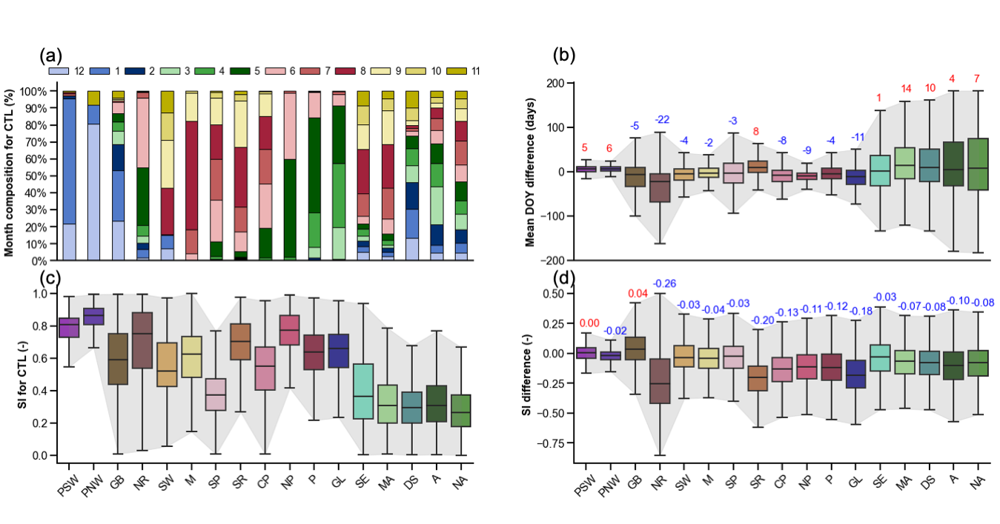 (a)
12 1 2 3 4 5 6 7 8 9 10 11
Month composition for CTL (%)
100%
90%
80%
70%
60%
50%
40%
30%
20%
10%
0%
(b)
Mean DOY difference (days)
200
100
0
−100
−200
5 6 -5 -22 -4 -2 -3 8 -8 -9 -4 -11 1 14 10 4 7
(c)
SI for CTL (-)
1.0
0.8
0.6
0.4
0.2
0.0
PSW PNW GB NR SW M SP SR CP NP P GL SE MA DS A NA
(d)
SI difference (-)
0.50
0.25
0.00
−0.25
−0.50
−0.75
0.00 -0.02 0.04 -0.26 -0.03 -0.04 -0.03 -0.20 -0.13 -0.11 -0.12 -0.18 -0.03 -0.07 -0.08 -0.10 -0.08
PSW PNW GB NR SW M SP SR CP NP P GL SE MA DS A NA